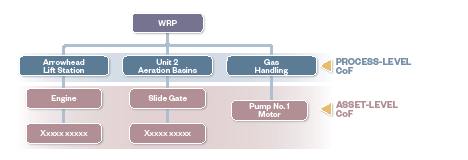 WRP
Arrowhead
Lift Station
Unit 2
Aeration Basins
Gas
Handling
PROCESS-LEVEL
CoF
Engine
Slide Gate
Pump No. 1
Motor
ASSET-LEVEL
CoF
Xxxxx xxxxx
Xxxxx xxxxx